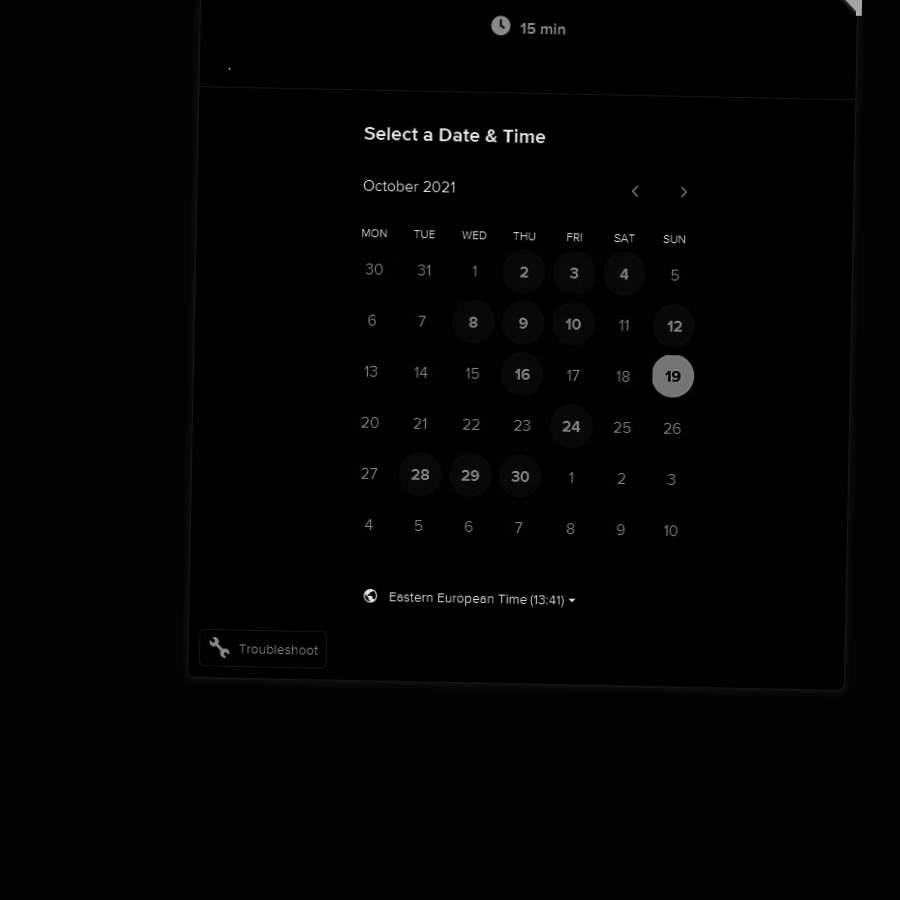 15 min
.
Select a Date & Time
October 2021
MON TUE WED THU FRI SAT SUN
30 31 1 2 3 4 5
6 7 8 9 10 11 12
13 14 15 16 17 18 19
20 21 22 23 24 25 26
27 28 29 30 1 2 3
4 5 6 7 8 9 10
Eastern European Time (13:41)
Troubleshoot